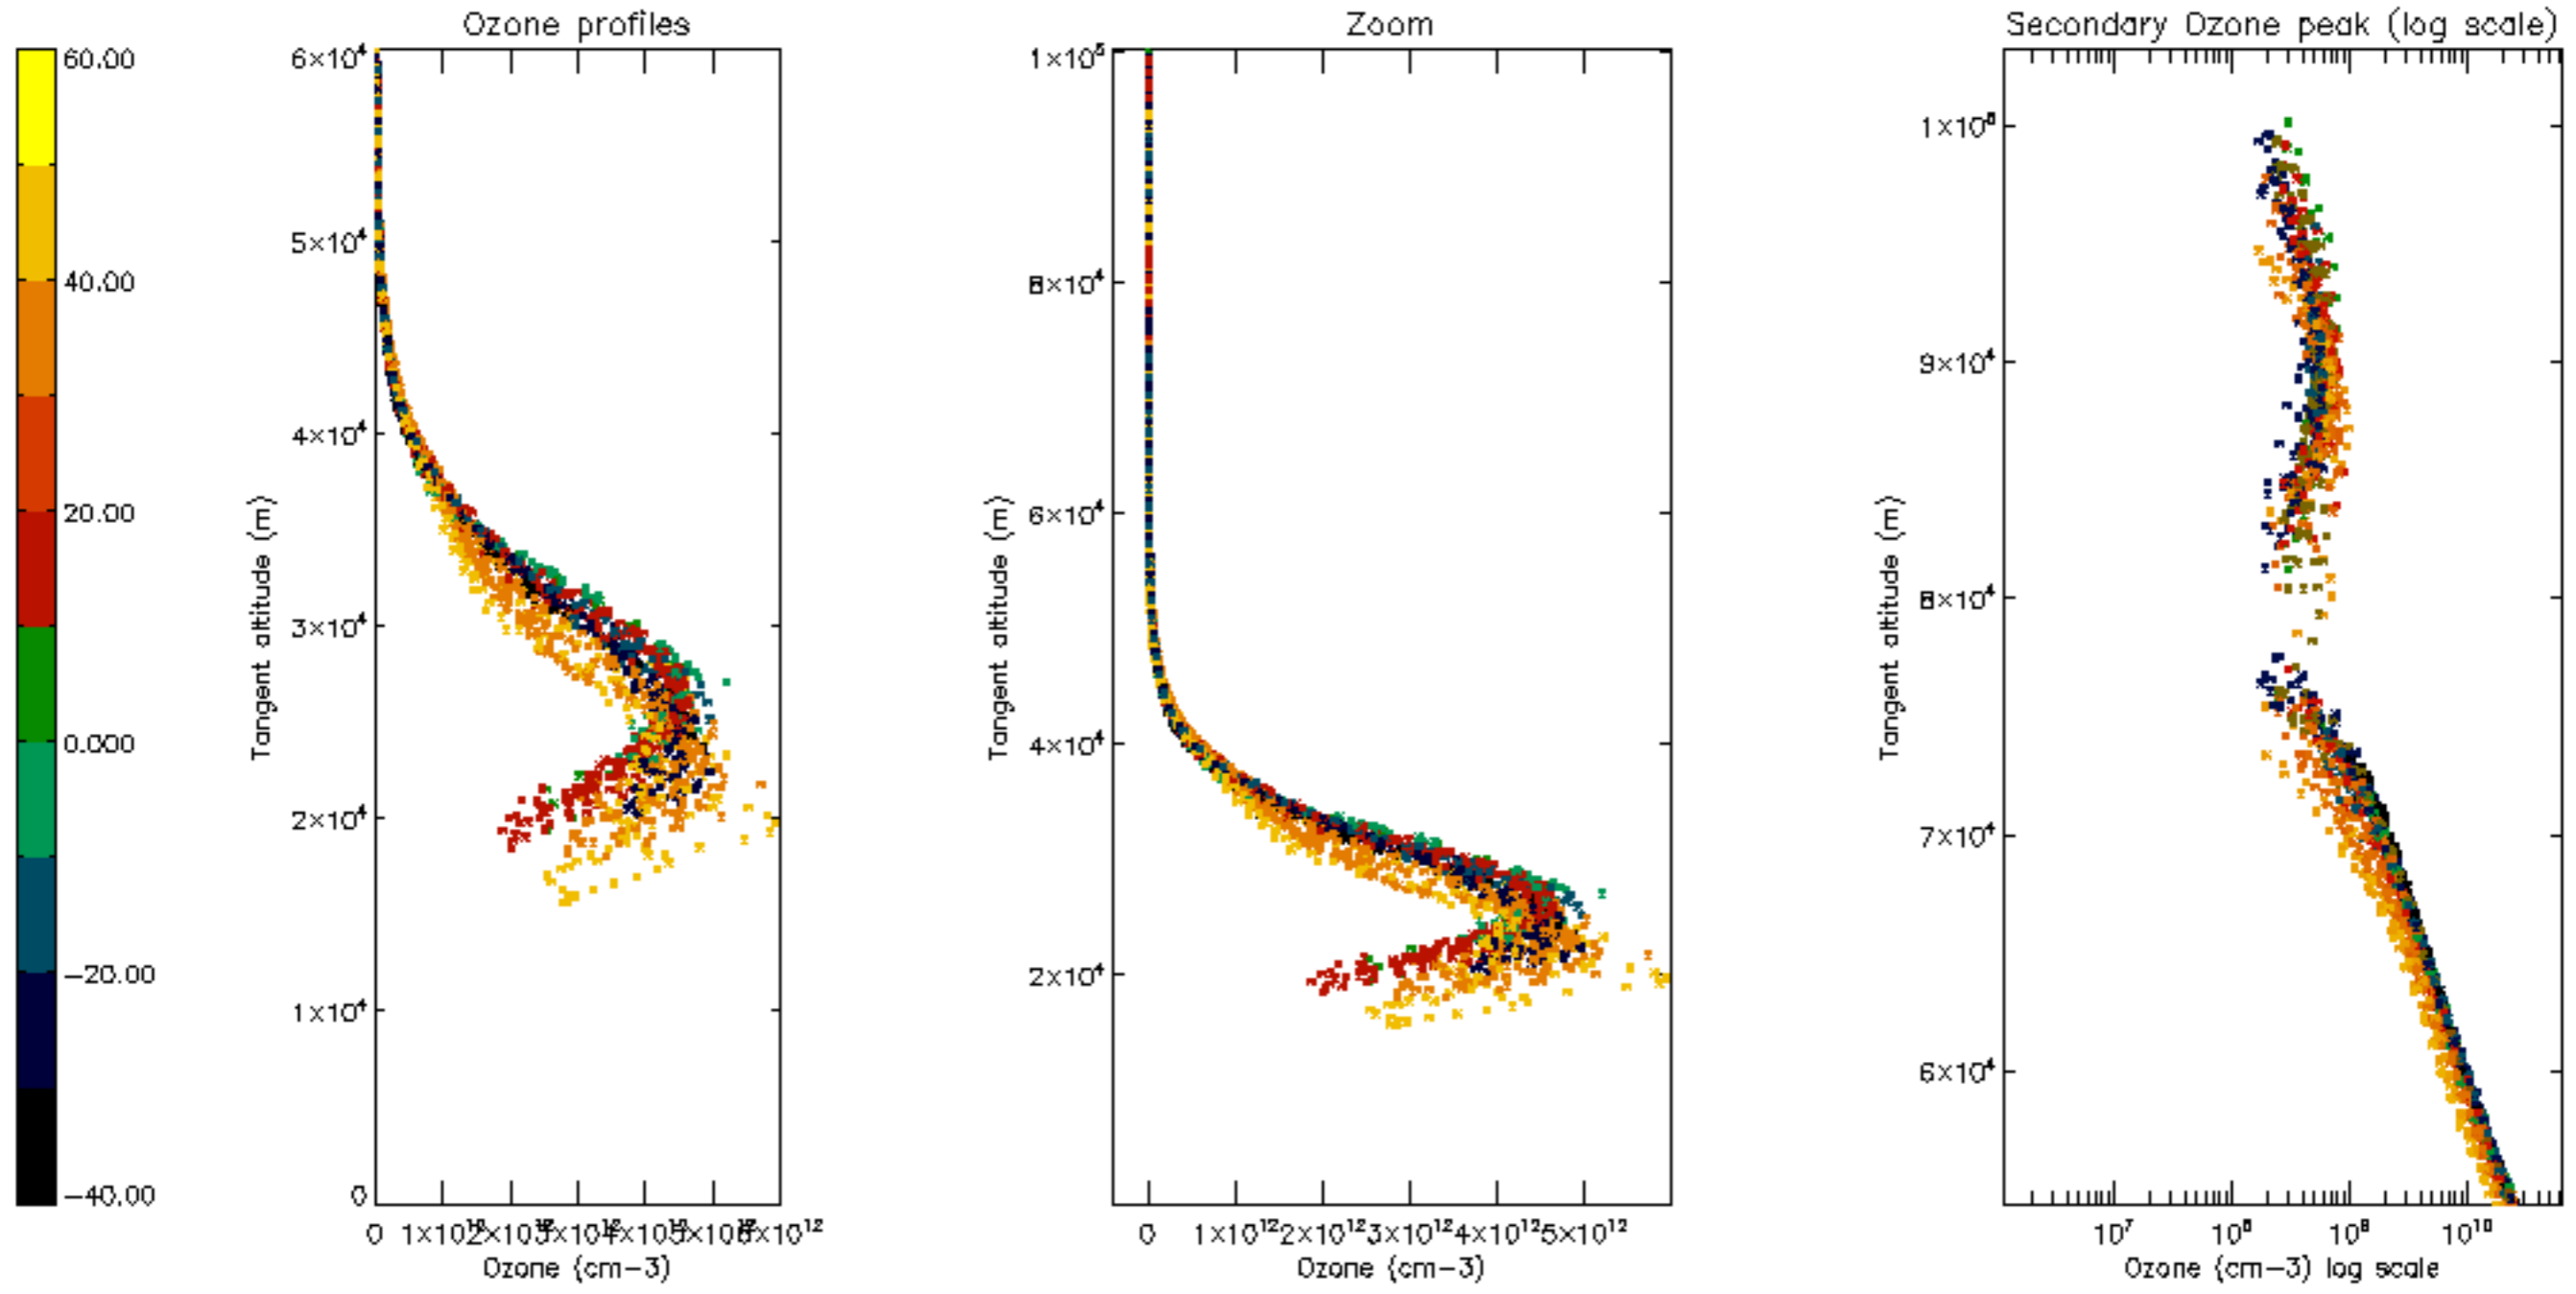 Ozone profiles
Zoom
Secondary Ozone peak (log scale)
60.00
40.00
20.00
0.000
−20.00
−40.00
6×10⁴
5×10⁴
4×10⁴
3×10⁴
2×10⁴
1×10⁴
0
Tangent altitude (m)
0
6×10¹²
Ozone (cm−3)
1×10⁵
8×10⁴
6×10⁴
4×10⁴
2×10⁴
Tangent altitude (m)
0 1×10¹² 2×10¹² 3×10¹² 4×10¹² 5×10¹²
Ozone (cm−3)
1×10⁵
9×10⁴
8×10⁴
7×10⁴
6×10⁴
Tangent altitude (m)
10⁷ 10⁸ 10⁹ 10¹⁰
Ozone (cm−3) log scale